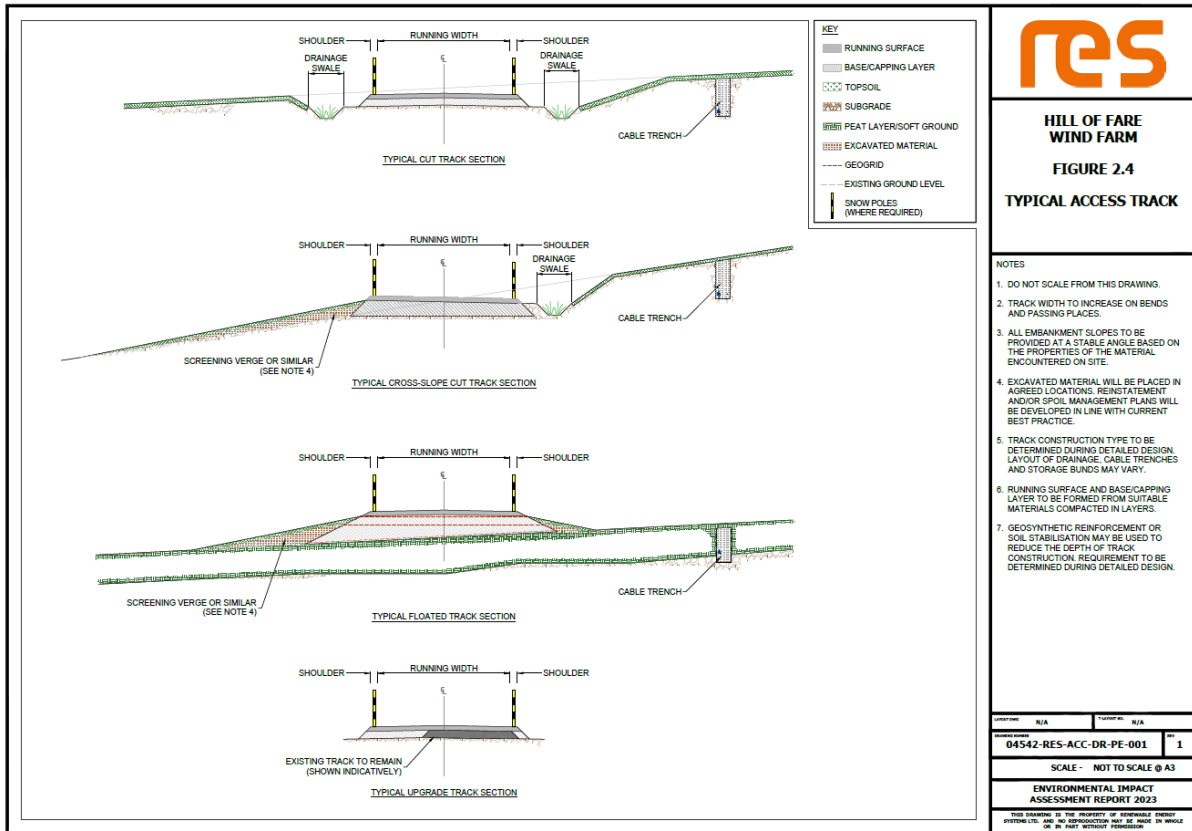 SHOULDER
RUNNING WIDTH
SHOULDER
DRAINAGE
SWALE
℄
DRAINAGE
SWALE
CABLE TRENCH
TYPICAL CUT TRACK SECTION
KEY
RUNNING SURFACE
BASE/CAPPING LAYER
TOPSOIL
SUBGRADE
PEAT LAYER/SOFT GROUND
EXCAVATED MATERIAL
GEOGRID
EXISTING GROUND LEVEL
SNOW POLES
(WHERE REQUIRED)
SHOULDER
RUNNING WIDTH
SHOULDER
℄
DRAINAGE
SWALE
CABLE TRENCH
SCREENING VERGE OR SIMILAR
(SEE NOTE 4)
TYPICAL CROSS-SLOPE CUT TRACK SECTION
SHOULDER
RUNNING WIDTH
SHOULDER
℄
CABLE TRENCH
SCREENING VERGE OR SIMILAR
(SEE NOTE 4)
TYPICAL FLOATED TRACK SECTION
SHOULDER
RUNNING WIDTH
SHOULDER
℄
EXISTING TRACK TO REMAIN
(SHOWN INDICATIVELY)
TYPICAL UPGRADE TRACK SECTION
res
HILL OF FARE
WIND FARM
FIGURE 2.4
TYPICAL ACCESS TRACK
NOTES
1. DO NOT SCALE FROM THIS DRAWING.
2. TRACK WIDTH TO INCREASE ON BENDS
AND PASSING PLACES.
3. ALL EMBANKMENT SLOPES TO BE
PROVIDED AT A STABLE ANGLE BASED ON
THE PROPERTIES OF THE MATERIAL
ENCOUNTERED ON SITE.
4. EXCAVATED MATERIAL WILL BE PLACED IN
AGREED LOCATIONS. REINSTATEMENT
AND/OR SPOIL MANAGEMENT PLANS WILL
BE DEVELOPED IN LINE WITH CURRENT
BEST PRACTICE.
5. TRACK CONSTRUCTION TYPE TO BE
DETERMINED DURING DETAILED DESIGN.
LAYOUT OF DRAINAGE, CABLE TRENCHES
AND STORAGE BUNDS MAY VARY.
6. RUNNING SURFACE AND BASE/CAPPING
LAYER TO BE FORMED FROM SUITABLE
MATERIALS COMPACTED IN LAYERS.
7. GEOSYNTHETIC REINFORCEMENT OR
SOIL STABILISATION MAY BE USED TO
REDUCE THE DEPTH OF TRACK
CONSTRUCTION. REQUIREMENT TO BE
DETERMINED DURING DETAILED DESIGN.
LAYOUT DWG N/A
T-LAYOUT NO. N/A
DRAWING NUMBER
04542-RES-ACC-DR-PE-001
REV
1
SCALE - NOT TO SCALE @ A3
ENVIRONMENTAL IMPACT
ASSESSMENT REPORT 2023
THIS DRAWING IS THE PROPERTY OF RENEWABLE ENERGY
SYSTEMS LTD. AND NO REPRODUCTION MAY BE MADE IN WHOLE
OR IN PART WITHOUT PERMISSION